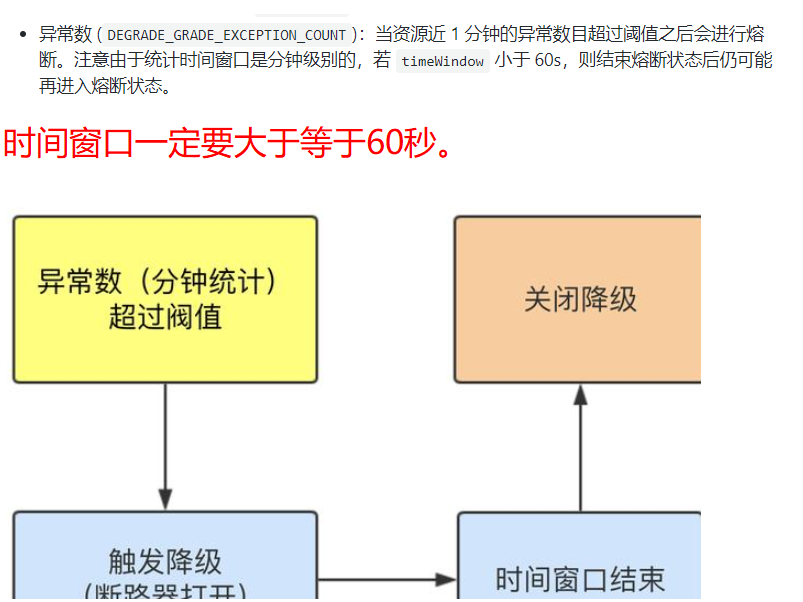 异常数 ( DEGRADE_GRADE_EXCEPTION_COUNT )：当资源近 1 分钟的异常数目超过阈值之后会进行熔
断。注意由于统计时间窗口是分钟级别的，若 timeWindow 小于 60s，则结束熔断状态后仍可能
再进入熔断状态。
时间窗口一定要大于等于60秒。
异常数（分钟统计）
超过阀值
关闭降级
触发降级
（断路器打开）
时间窗口结束